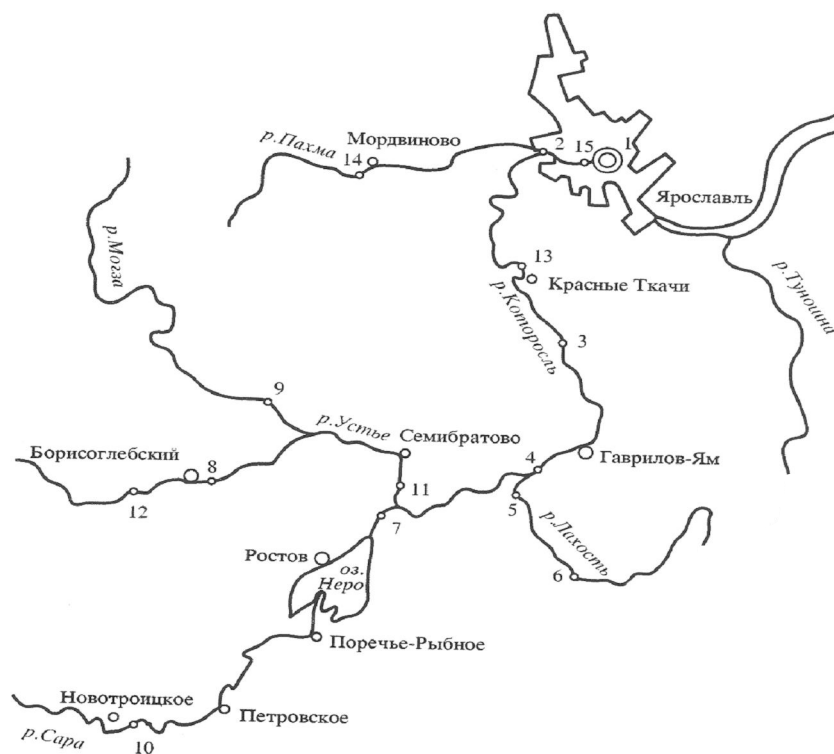 Мордвиново
р.Пахма
14
2
15
1
Ярославль
р.Могза
13
Красные Ткачи
р.Которосль
р.Туношна
3
9
р.Устье
Семибратово
Борисоглебский
8
12
4
Гаврилов-Ям
11
5
7
р.Лахость
6
Ростов
оз.
Неро
Поречье-Рыбное
Новотроицкое
Петровское
р.Сара
10